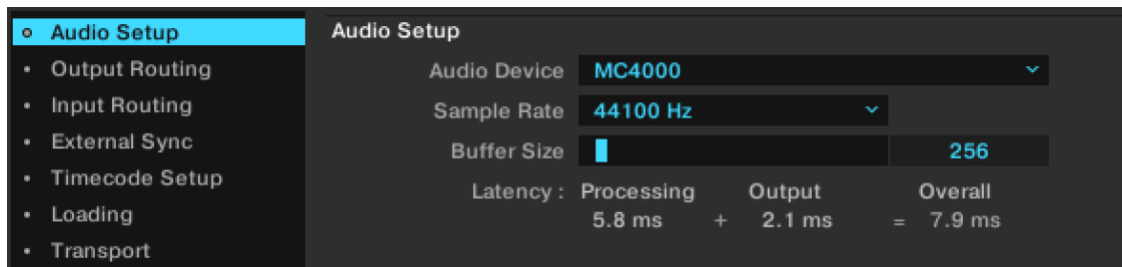 Audio Setup
Output Routing
Input Routing
External Sync
Timecode Setup
Loading
Transport
Audio Setup
Audio Device MC4000
Sample Rate 44100 Hz
Buffer Size 256
Latency : Processing Output Overall
5.8 ms + 2.1 ms = 7.9 ms